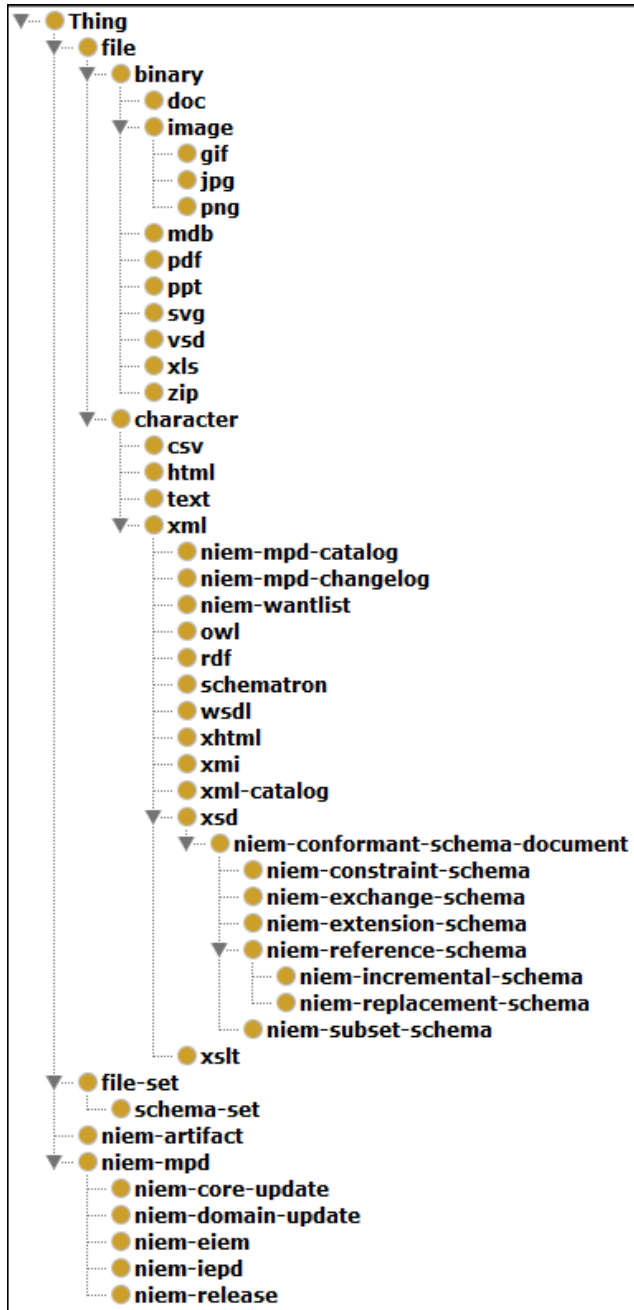 Thing
file
binary
doc
image
gif
jpg
png
mdb
pdf
ppt
svg
vsd
xls
zip
character
csv
html
text
xml
niem-mpd-catalog
niem-mpd-changelog
niem-wantlist
owl
rdf
schematron
wsdl
xhtml
xmi
xml-catalog
xsd
niem-conformant-schema-document
niem-constraint-schema
niem-exchange-schema
niem-extension-schema
niem-reference-schema
niem-incremental-schema
niem-replacement-schema
niem-subset-schema
xslt
file-set
schema-set
niem-artifact
niem-mpd
niem-core-update
niem-domain-update
niem-eiem
niem-iepd
niem-release